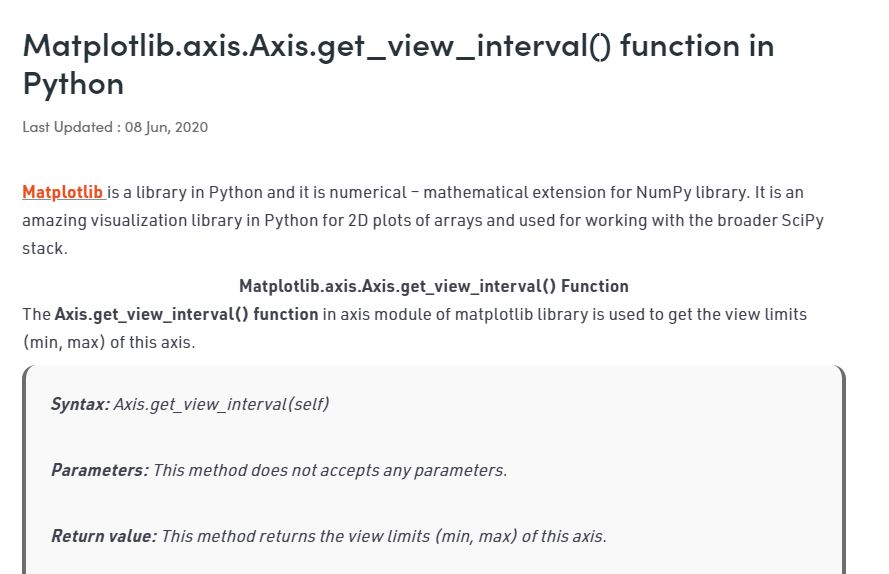 Matplotlib.axis.Axis.get_view_interval() function in
Python
Last Updated : 08 Jun, 2020
Matplotlib is a library in Python and it is numerical – mathematical extension for NumPy library. It is an
amazing visualization library in Python for 2D plots of arrays and used for working with the broader SciPy
stack.
Matplotlib.axis.Axis.get_view_interval() Function
The Axis.get_view_interval() function in axis module of matplotlib library is used to get the view limits
(min, max) of this axis.
Syntax: Axis.get_view_interval(self)
Parameters: This method does not accepts any parameters.
Return value: This method returns the view limits (min, max) of this axis.